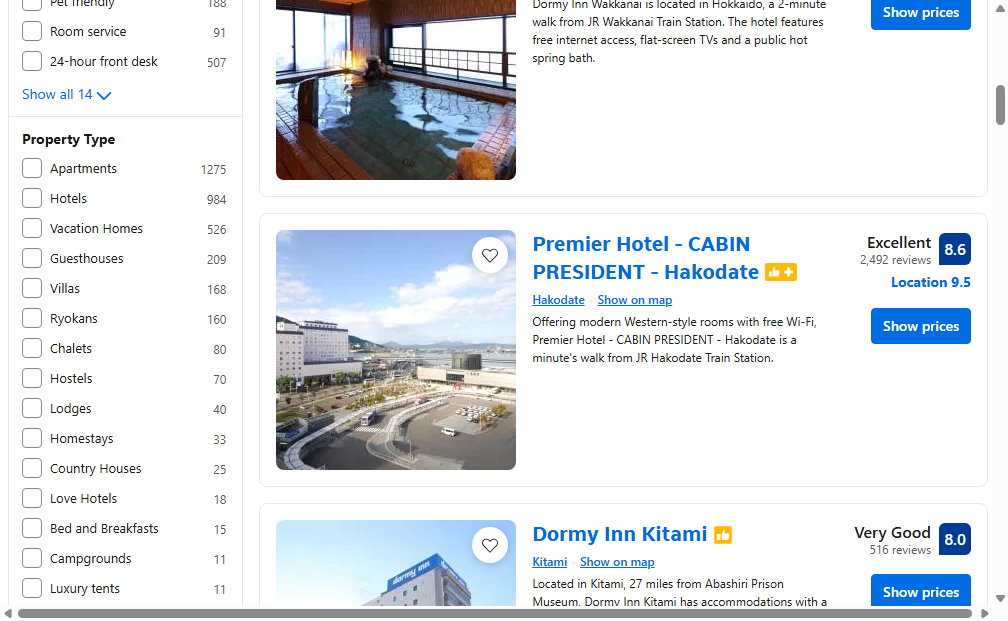 Pet friendly 188
Room service 91
24-hour front desk 507
Show all 14
Property Type
Apartments 1275
Hotels 984
Vacation Homes 526
Guesthouses 209
Villas 168
Ryokans 160
Chalets 80
Hostels 70
Lodges 40
Homestays 33
Country Houses 25
Love Hotels 18
Bed and Breakfasts 15
Campgrounds 11
Luxury tents 11
Dormy Inn Wakkanai is located in Hokkaido, a 2-minute
walk from JR Wakkanai Train Station. The hotel features
free internet access, flat-screen TVs and a public hot
spring bath.
Show prices
Premier Hotel - CABIN
PRESIDENT - Hakodate
Hakodate · Show on map
Offering modern Western-style rooms with free Wi-Fi,
Premier Hotel - CABIN PRESIDENT - Hakodate is a
minute's walk from JR Hakodate Train Station.
Excellent 8.6
2,492 reviews
Location 9.5
Show prices
dormy inn
Dormy Inn Kitami
Kitami · Show on map
Located in Kitami, 27 miles from Abashiri Prison
Museum, Dormy Inn Kitami has accommodations with a
Very Good 8.0
516 reviews
Show prices